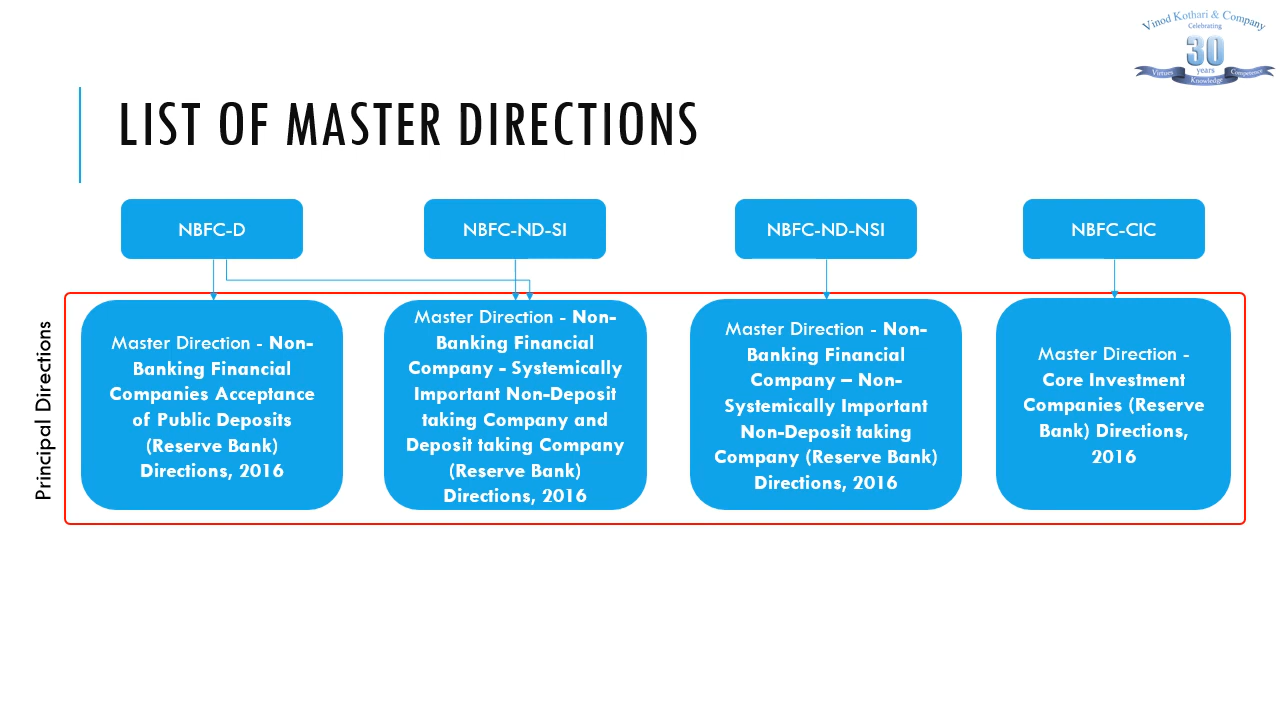 Vinod Kothari & Company
Celebrating
30
years
Virtues
Knowledge
Competence
LIST OF MASTER DIRECTIONS
NBFC-D
NBFC-ND-SI
NBFC-ND-NSI
NBFC-CIC
Principal Directions
Master Direction - Non-
Banking Financial
Companies Acceptance
of Public Deposits
(Reserve Bank)
Directions, 2016
Master Direction - Non-
Banking Financial
Company - Systemically
Important Non-Deposit
taking Company and
Deposit taking Company
(Reserve Bank)
Directions, 2016
Master Direction - Non-
Banking Financial
Company – Non-
Systemically Important
Non-Deposit taking
Company (Reserve Bank)
Directions, 2016
Master Direction -
Core Investment
Companies (Reserve
Bank) Directions,
2016